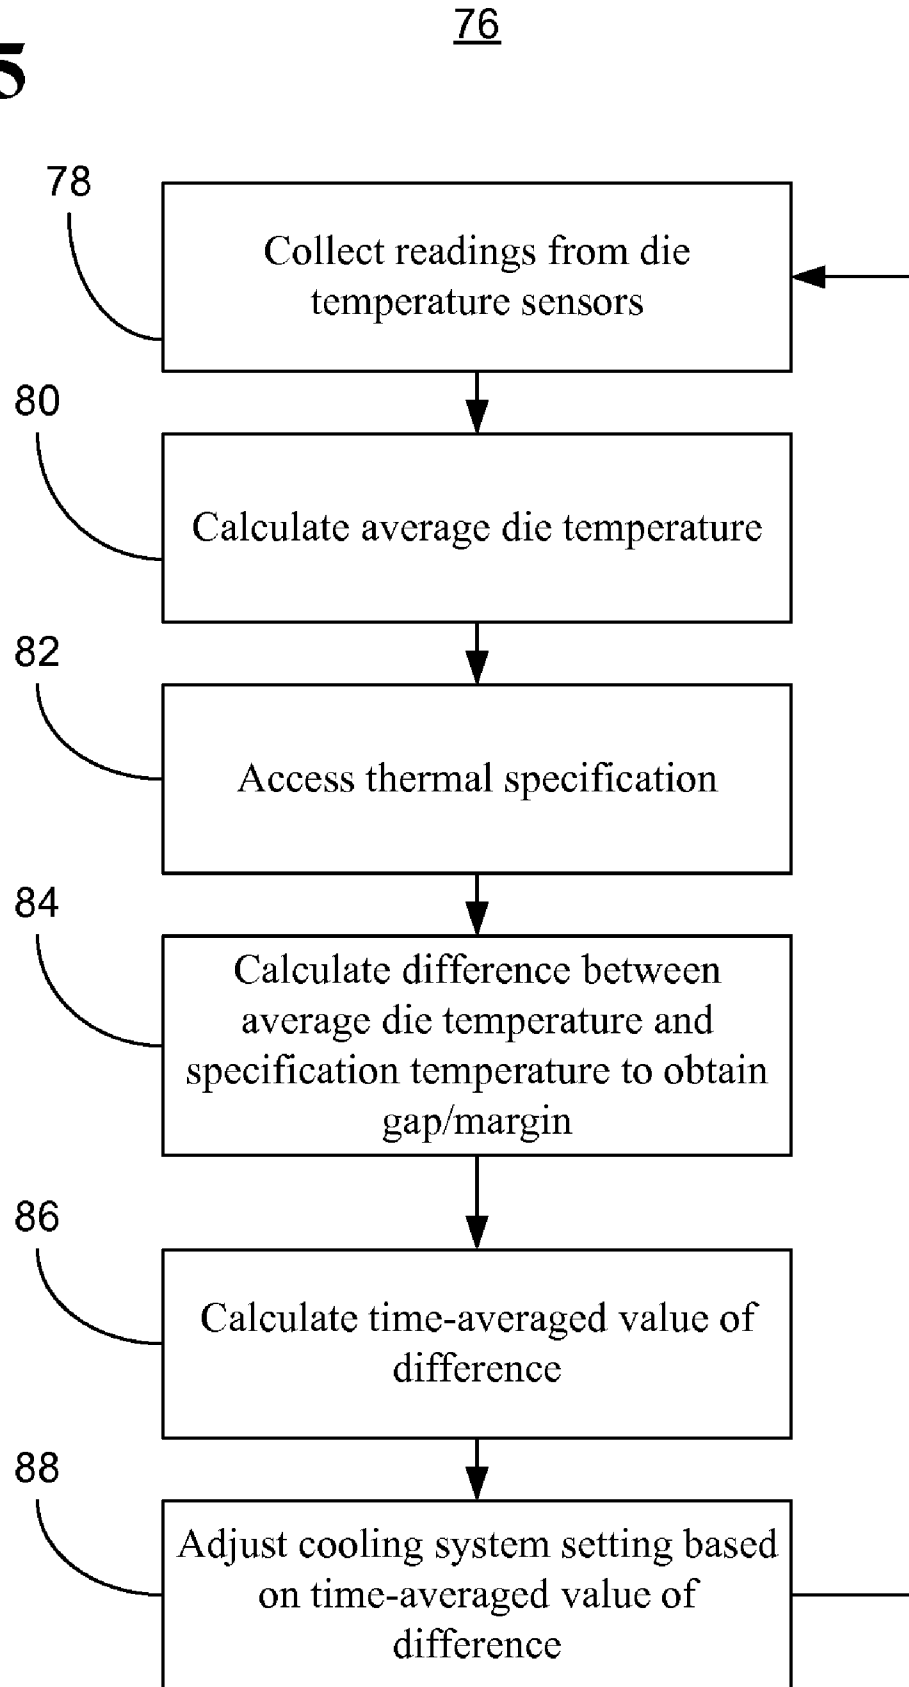 76
5
78
Collect readings from die
temperature sensors
80
Calculate average die temperature
82
Access thermal specification
84
Calculate difference between
average die temperature and
specification temperature to obtain
gap/margin
86
Calculate time-averaged value of
difference
88
Adjust cooling system setting based
on time-averaged value of
difference